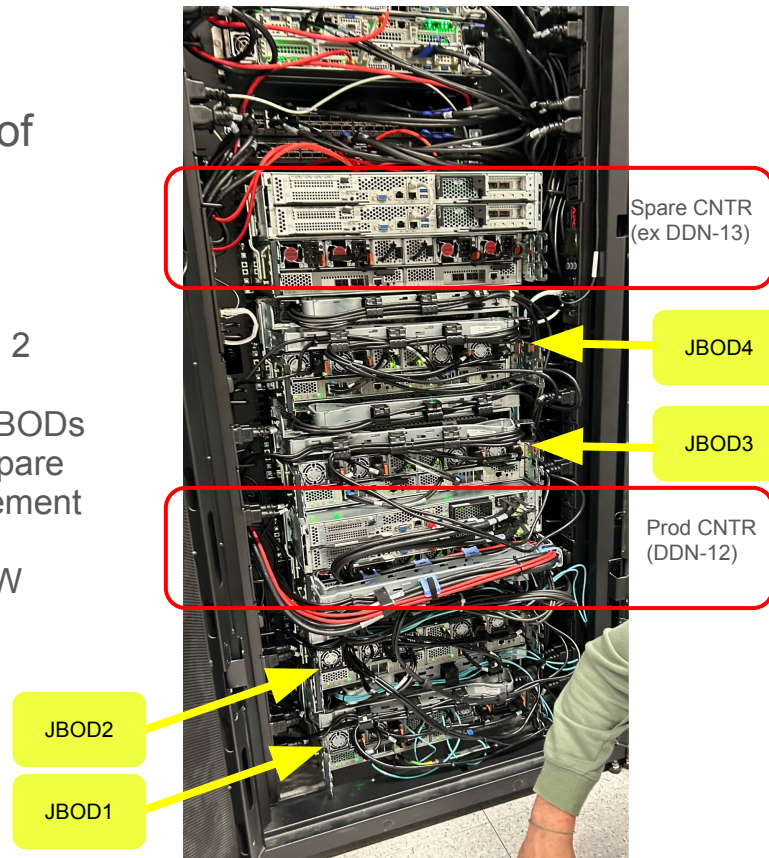 of
2
BODs
pare
ement
W
Spare CNTR
(ex DDN-13)
JBOD4
JBOD3
Prod CNTR
(DDN-12)
JBOD2
JBOD1